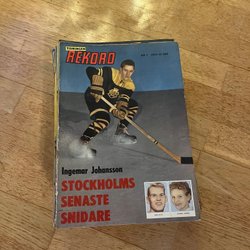 REKORD
Ingemar Johansson
STOCKHOLMS
SENASTE
SNIDARE